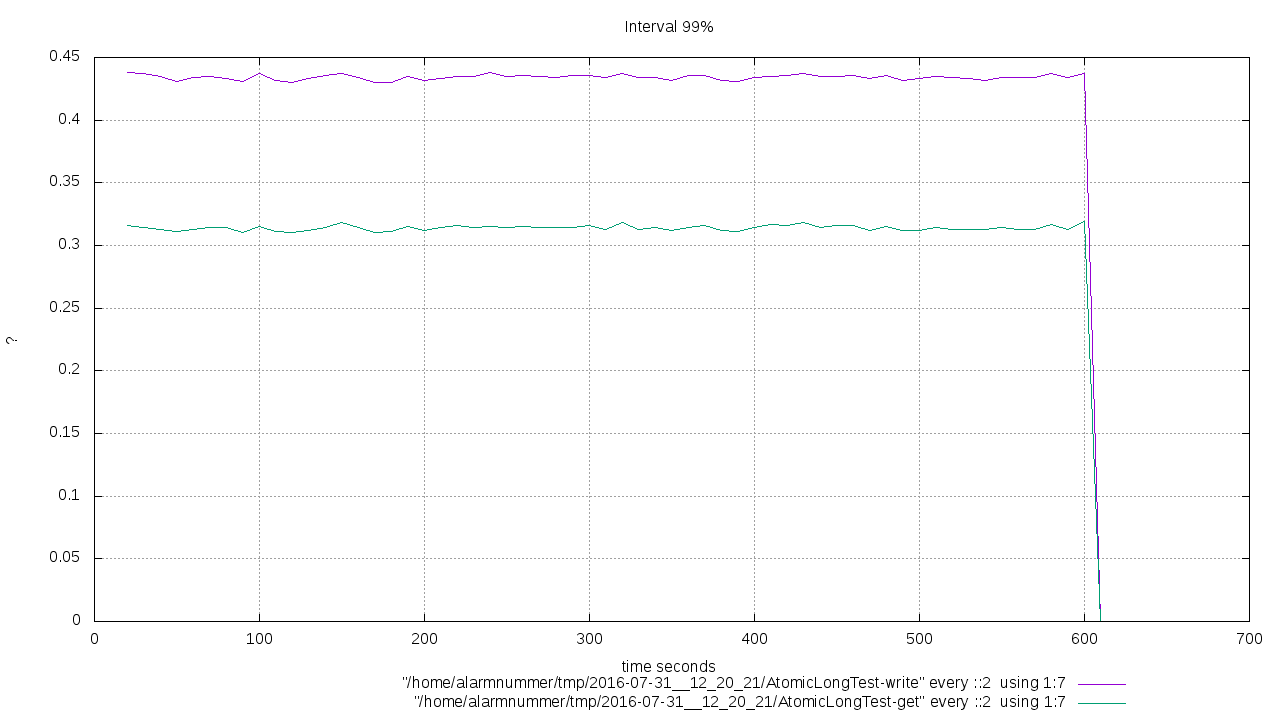 Interval 99%
0.45
0.4
0.35
0.3
0.25
0.2
0.15
0.1
0.05
0
?
0 100 200 300 400 500 600 700
time seconds
"/home/alarmnummer/tmp/2016-07-31__12_20_21/AtomicLongTest-write" every ::2  using 1:7
"/home/alarmnummer/tmp/2016-07-31__12_20_21/AtomicLongTest-get" every ::2  using 1:7